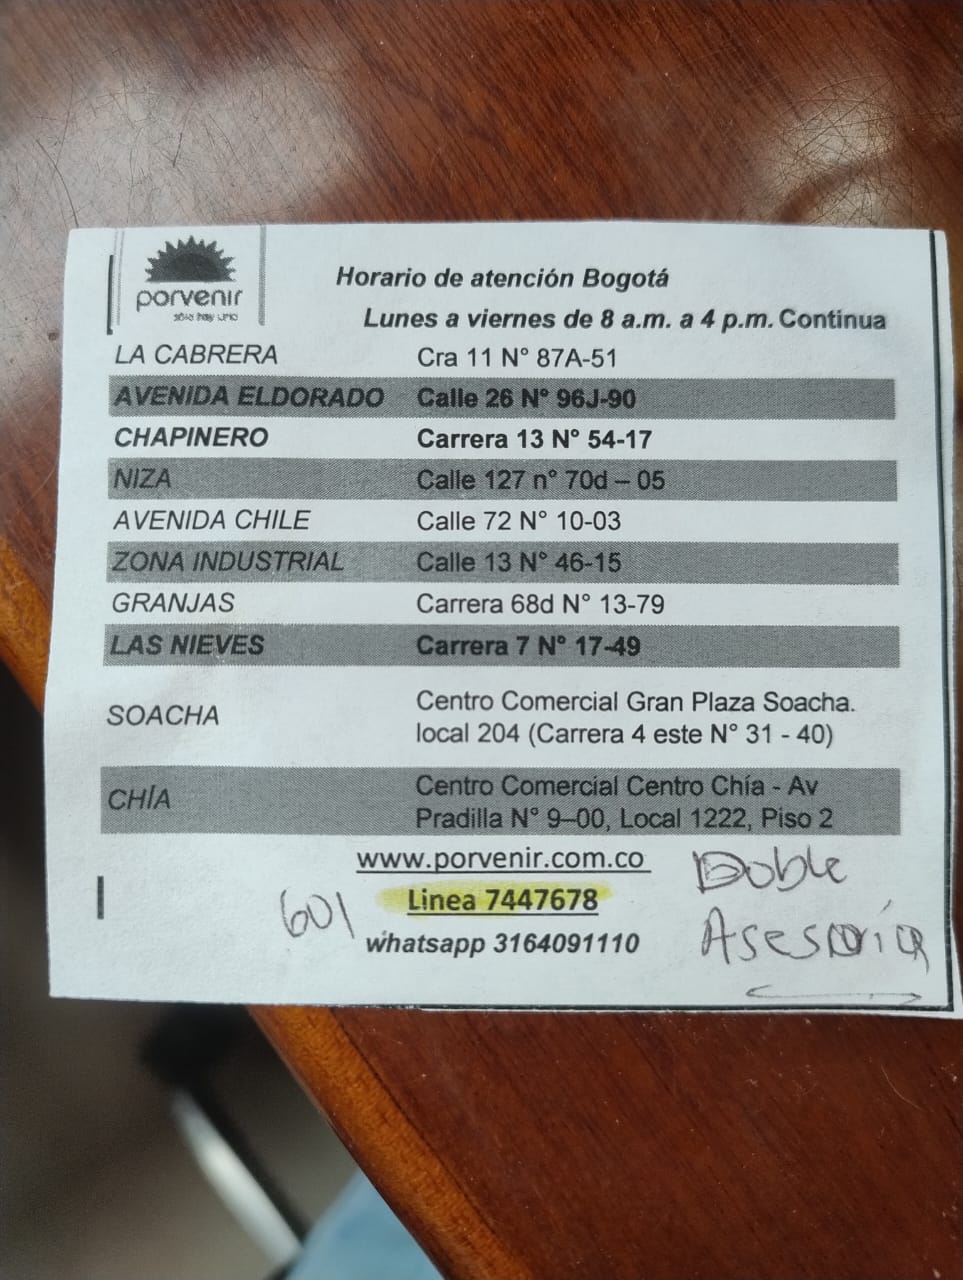 porvenir
sólo hay uno
Horario de atención Bogotá
Lunes a viernes de 8 a.m. a 4 p.m. Continua
LA CABRERA Cra 11 N° 87A-51
AVENIDA ELDORADO Calle 26 N° 96J-90
CHAPINERO Carrera 13 N° 54-17
NIZA Calle 127 n° 70d – 05
AVENIDA CHILE Calle 72 N° 10-03
ZONA INDUSTRIAL Calle 13 N° 46-15
GRANJAS Carrera 68d N° 13-79
LAS NIEVES Carrera 7 N° 17-49
SOACHA Centro Comercial Gran Plaza Soacha.
local 204 (Carrera 4 este N° 31 - 40)
CHÍA Centro Comercial Centro Chía - Av
Pradilla N° 9–00, Local 1222, Piso 2
www.porvenir.com.co
601 Linea 7447678
whatsapp 3164091110
Doble
Asesoría